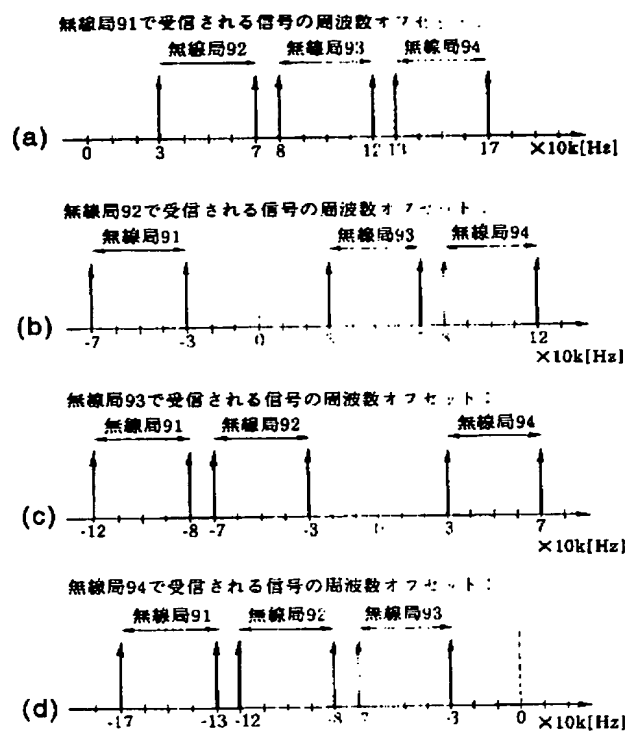 無線局91で受信される信号の周波数オフセット:
無線局92 無線局93 無線局94
(a)
0 3 7 8 12 13 17 ×10k[Hz]
無線局92で受信される信号の周波数オフセット:
無線局91 無線局93 無線局94
(b)
-7 -3 0 8 12
×10k[Hz]
無線局93で受信される信号の周波数オフセット:
無線局91 無線局92 無線局94
(c)
-12 -8 -7 -3 0 3 7
×10k[Hz]
無線局94で受信される信号の周波数オフセット:
無線局91 無線局92 無線局93
(d)
-17 -13 -12 -8 -7 -3 0 ×10k[Hz]